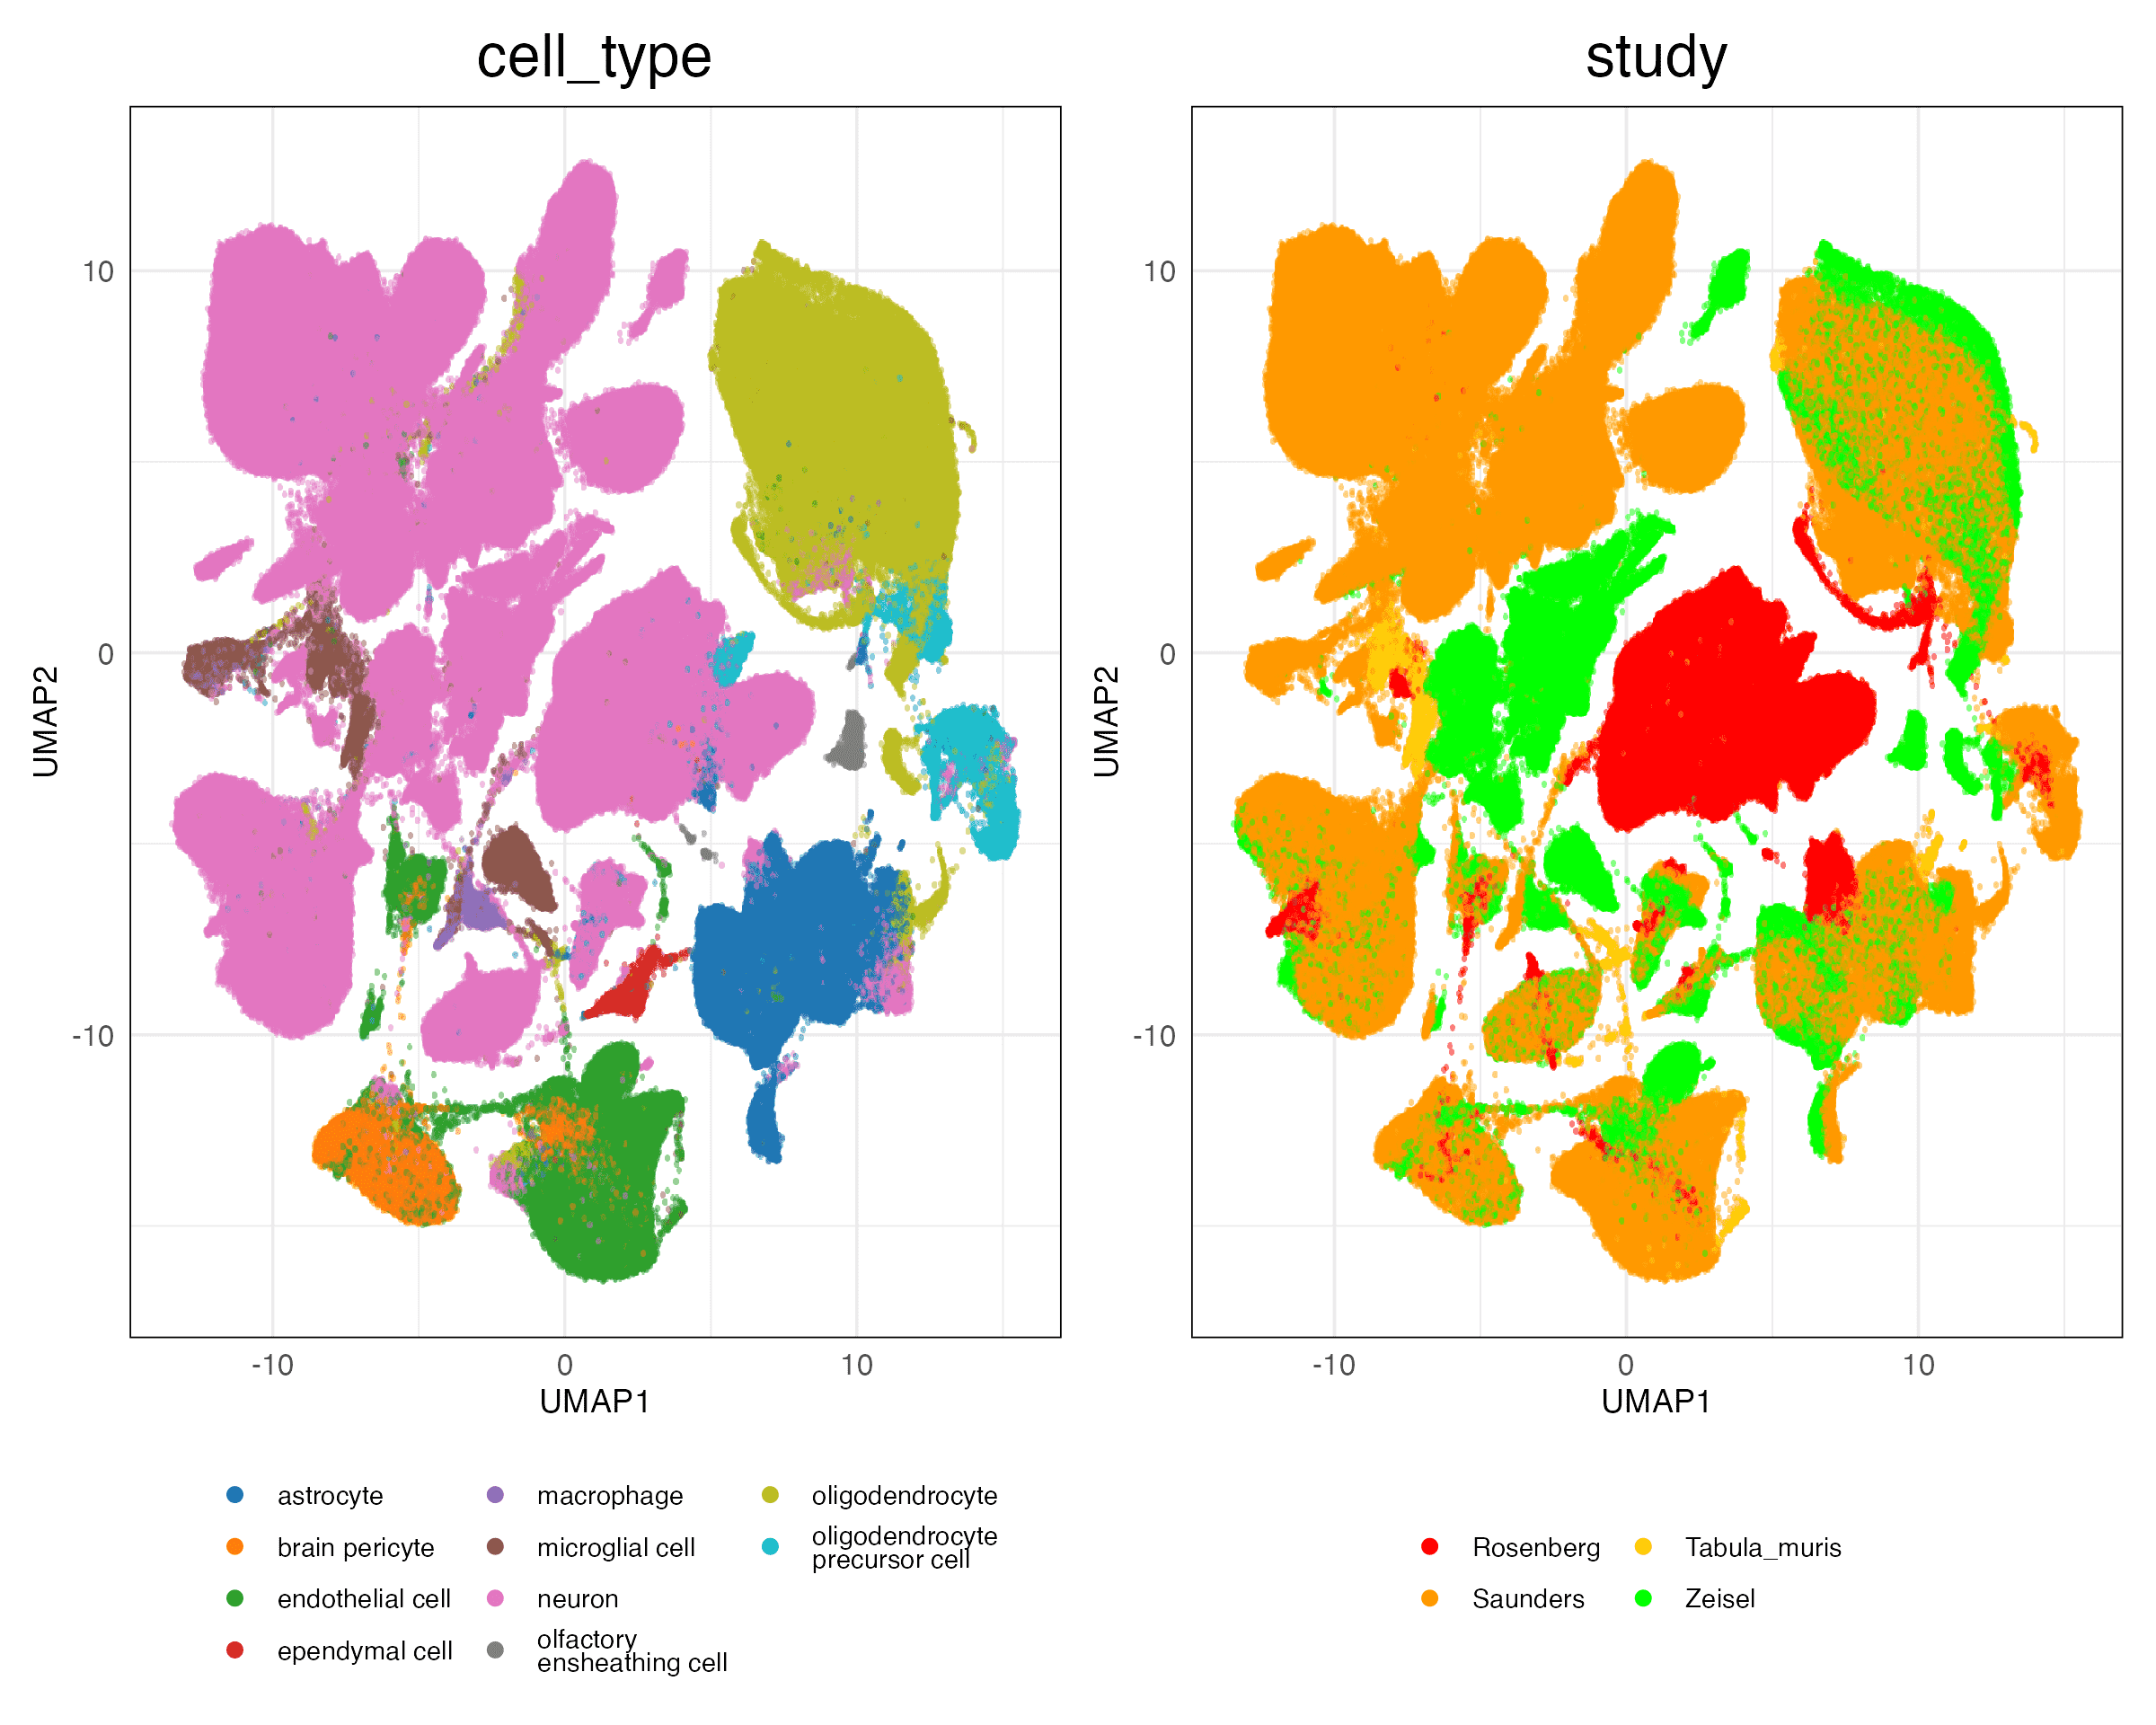 cell_type
study
10
0
-10
UMAP2
-10
0
10
UMAP1
10
0
-10
UMAP2
-10
0
10
UMAP1
astrocyte
brain pericyte
endothelial cell
ependymal cell
macrophage
microglial cell
neuron
olfactory
ensheathing cell
oligodendrocyte
oligodendrocyte
precursor cell
Rosenberg
Saunders
Tabula_muris
Zeisel